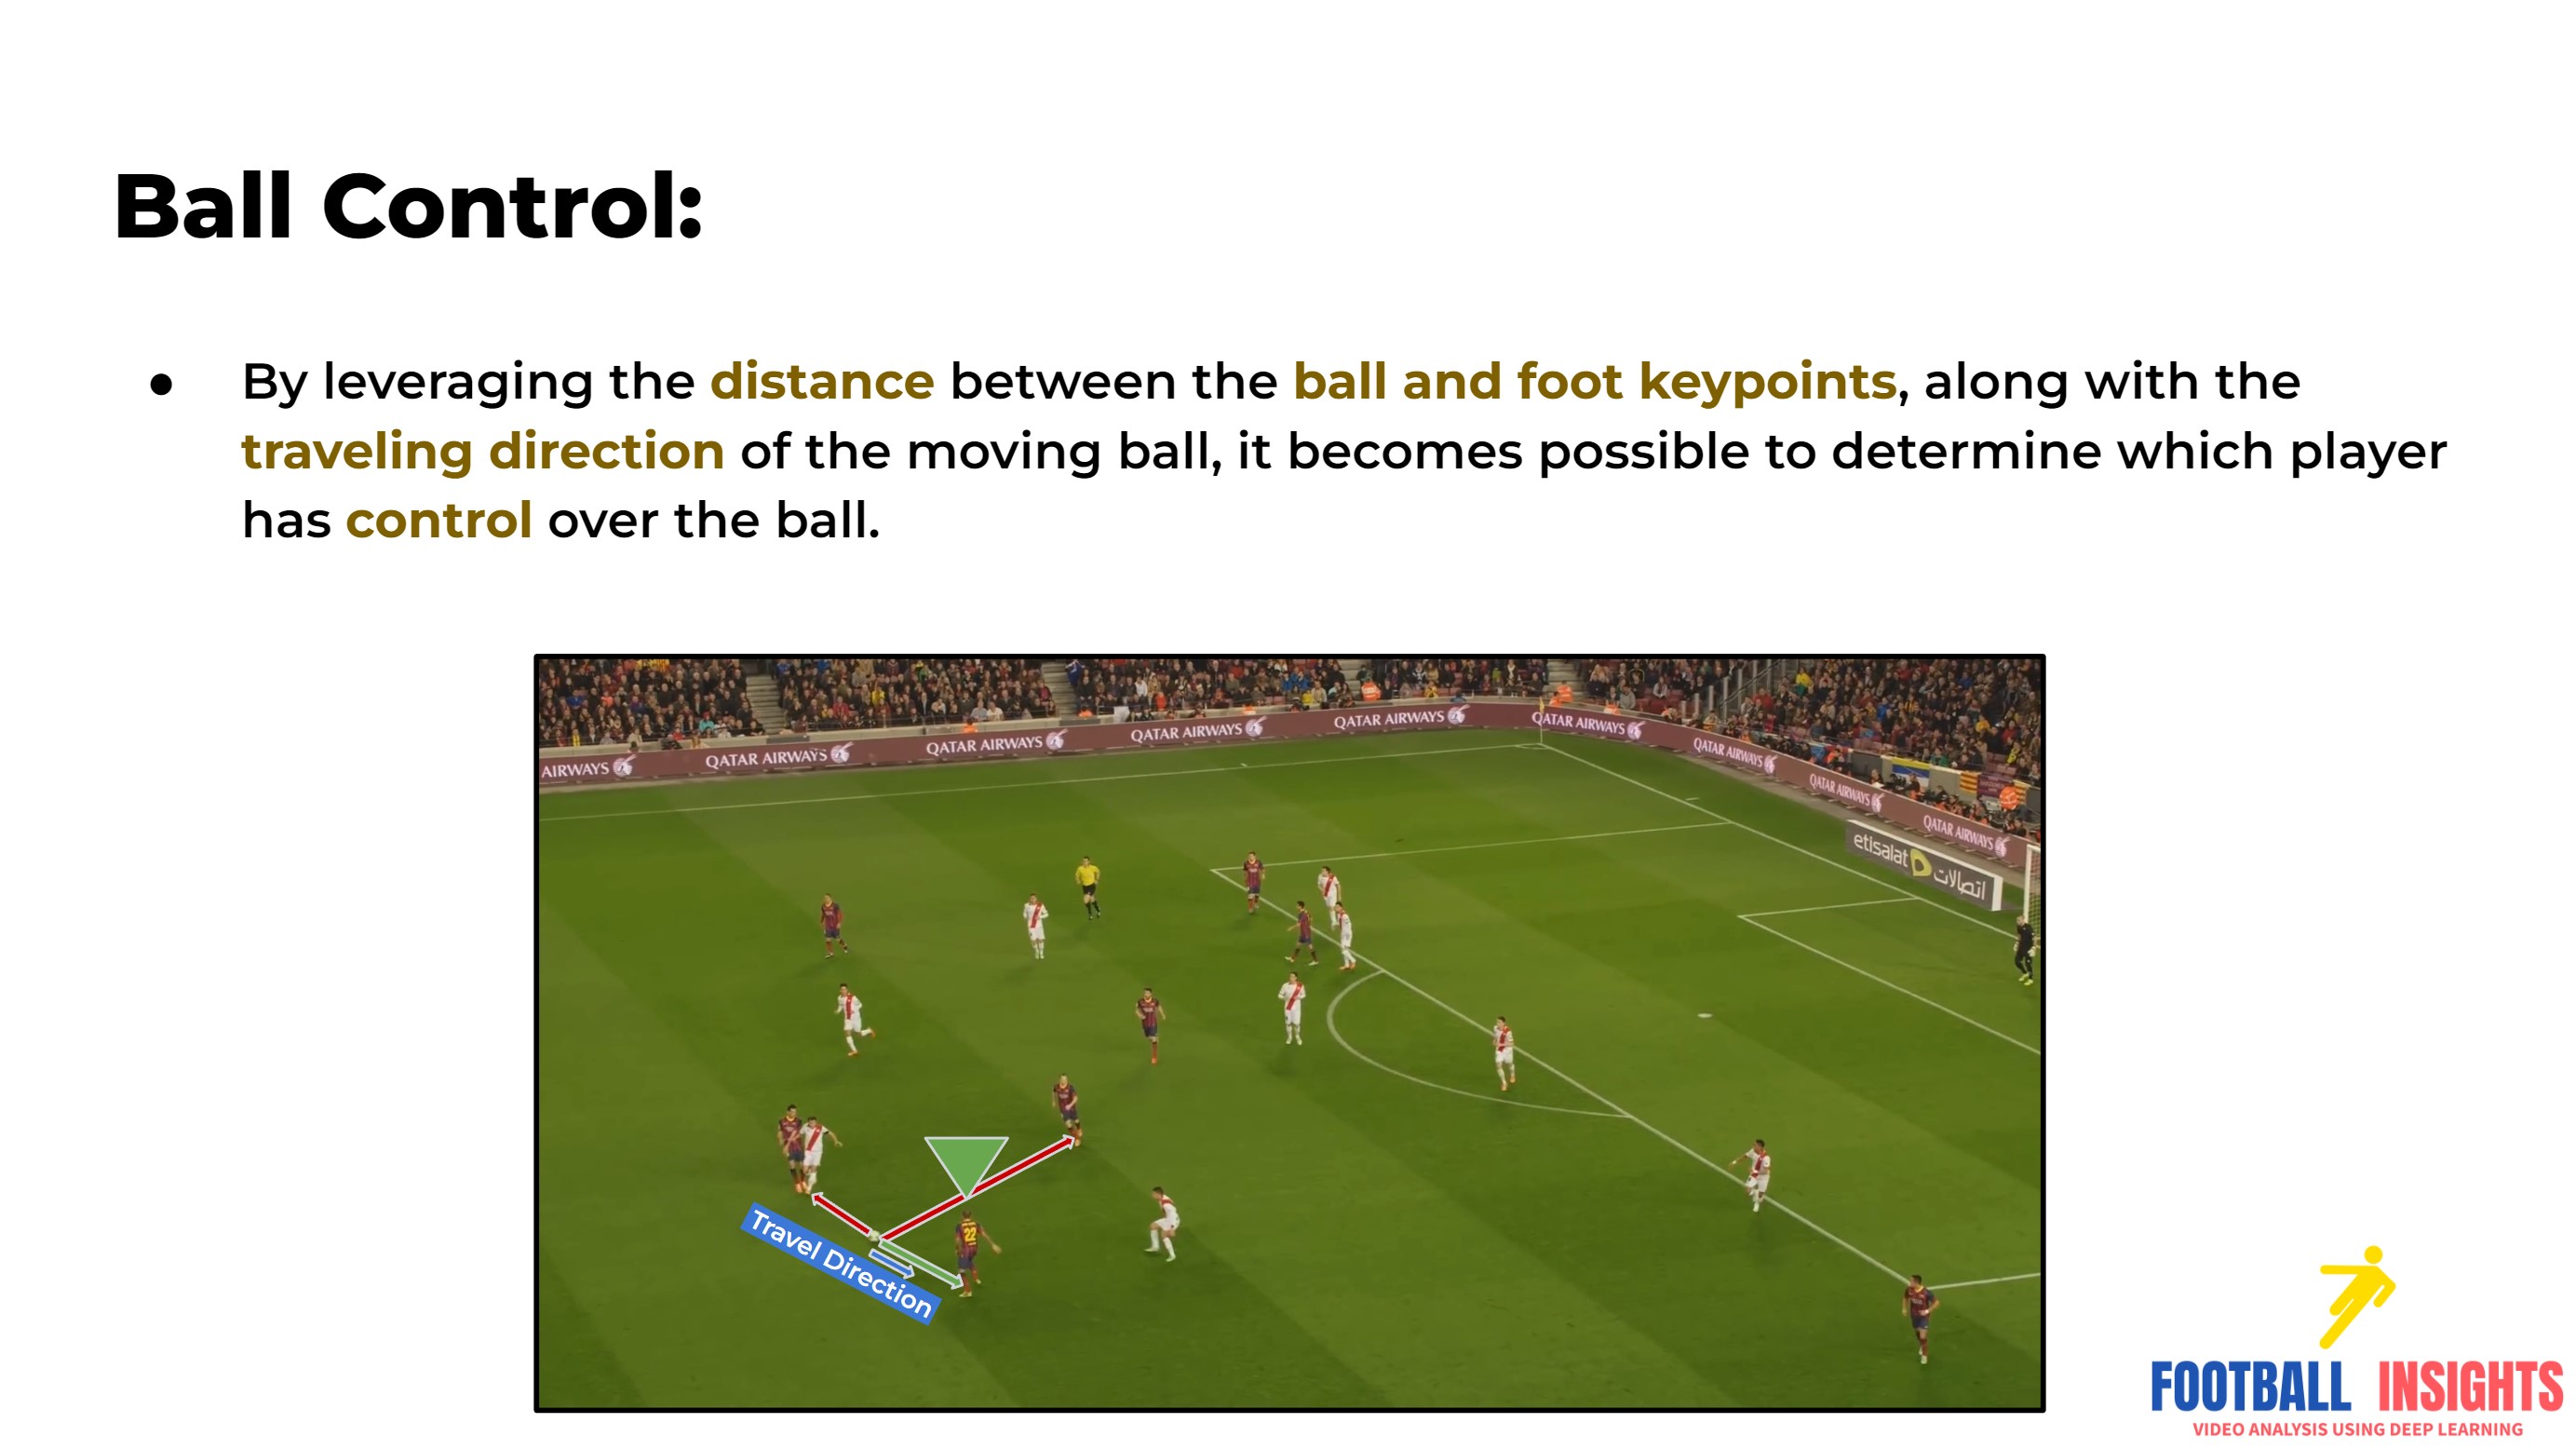 Ball Control:
● By leveraging the distance between the ball and foot keypoints, along with the
traveling direction of the moving ball, it becomes possible to determine which player
has control over the ball.
AIRWAYS
QATAR AIRWAYS
QATAR AIRWAYS
QATAR AIRWAYS
QATAR AIRWAYS
QATAR AIRWAYS
QATAR AIRWAYS
QATAR AIRWAYS
QATAR AIRWAYS
etisalat
اتصالات
22
Travel Direction
FOOTBALL INSIGHTS
VIDEO ANALYSIS USING DEEP LEARNING